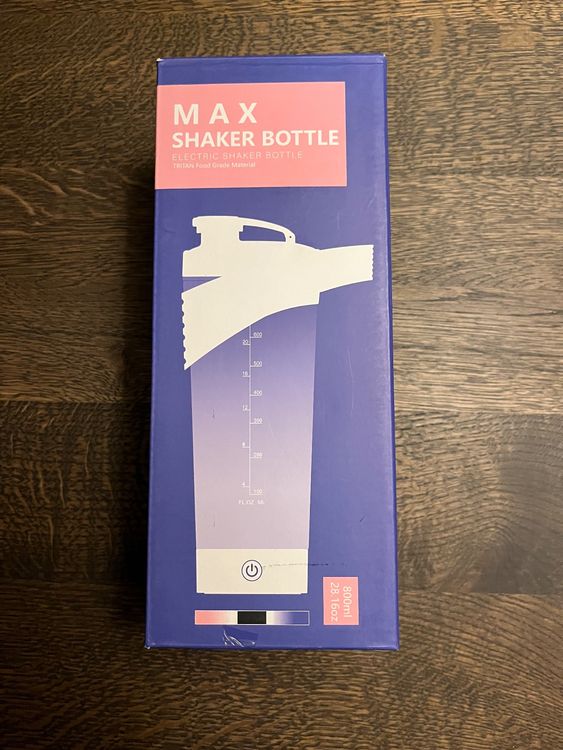 MAX
SHAKER BOTTLE
ELECTRIC SHAKER BOTTLE
TRITAN Food Grade Material
600
20
500
16
400
12
300
8
200
4
100
FL.OZ ML
800ml
28.16oz